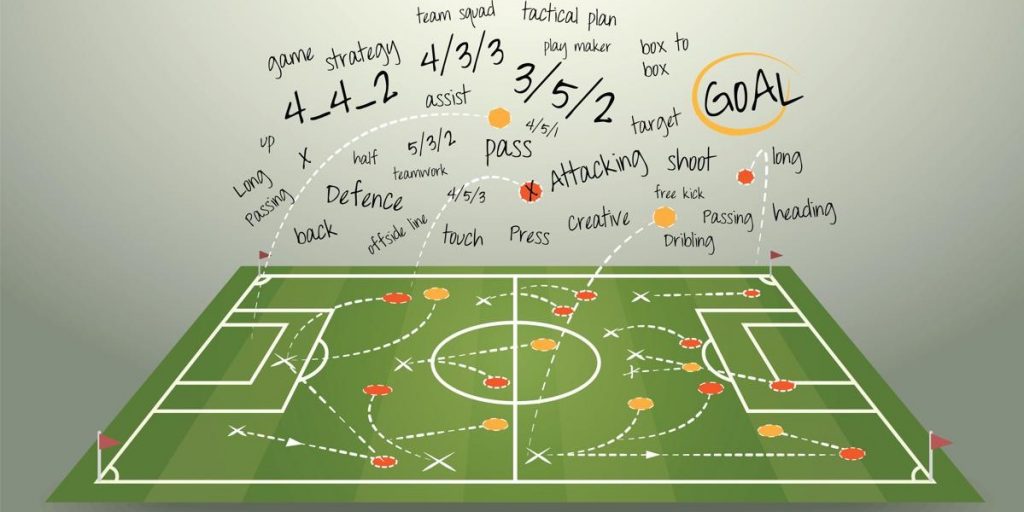 team squad
tactical plan
game strategy
4/3/3
play maker
box to
box
4_4_2
assist
3/5/2
GOAL
up
X
half
5/3/2
4/5/1
pass
target
teamwork
Attacking
shoot
long
Long
Passing
Defence
4/5/3
X
free kick
back
offside line
touch
Press
creative
Passing
heading
Dribling